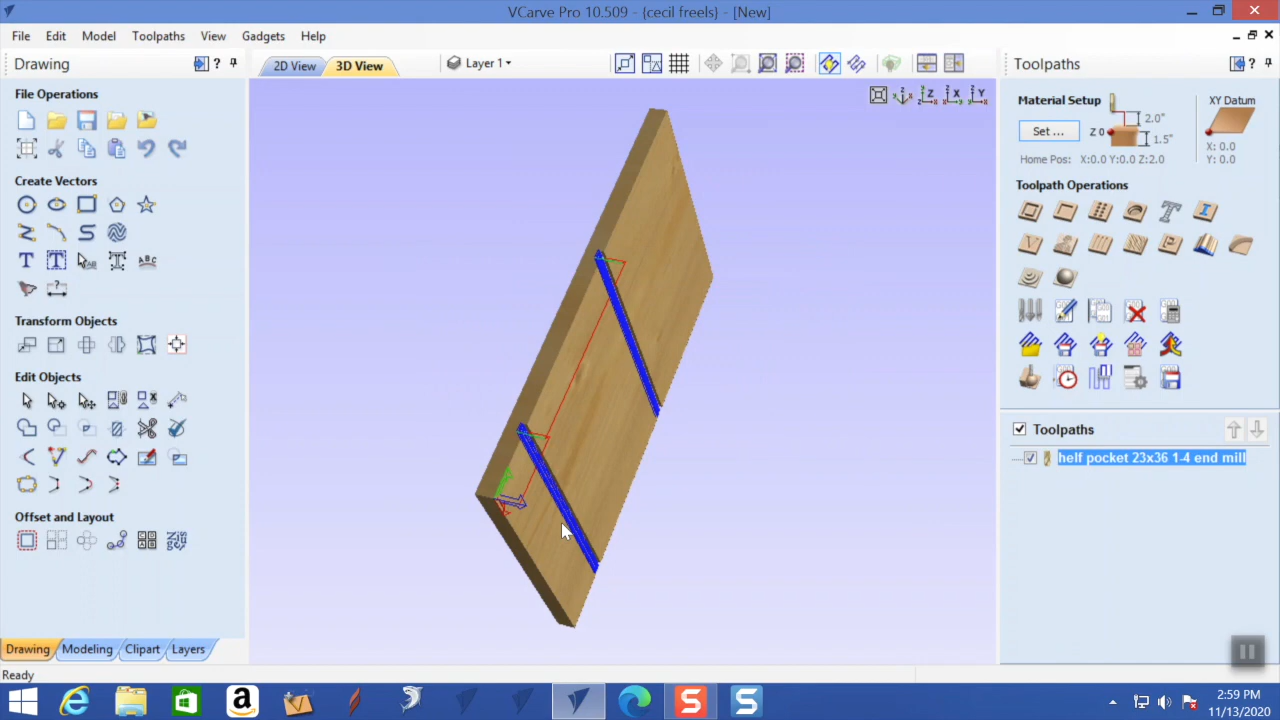 VCarve Pro 10.509 - {cecil freels} - [New]
File Edit Model Toolpaths View Gadgets Help
Drawing
2D View 3D View Layer 1
Toolpaths
File Operations
Create Vectors
Transform Objects
Edit Objects
Offset and Layout
Drawing Modeling Clipart Layers
Ready
Z X Y
Material Setup
Set ...
Z 0
2.0"
1.5"
Home Pos: X:0.0 Y:0.0 Z:2.0
XY Datum
X: 0.0
Y: 0.0
Toolpath Operations
Toolpaths
helf pocket 23x36 1-4 end mill
2:59 PM
11/13/2020